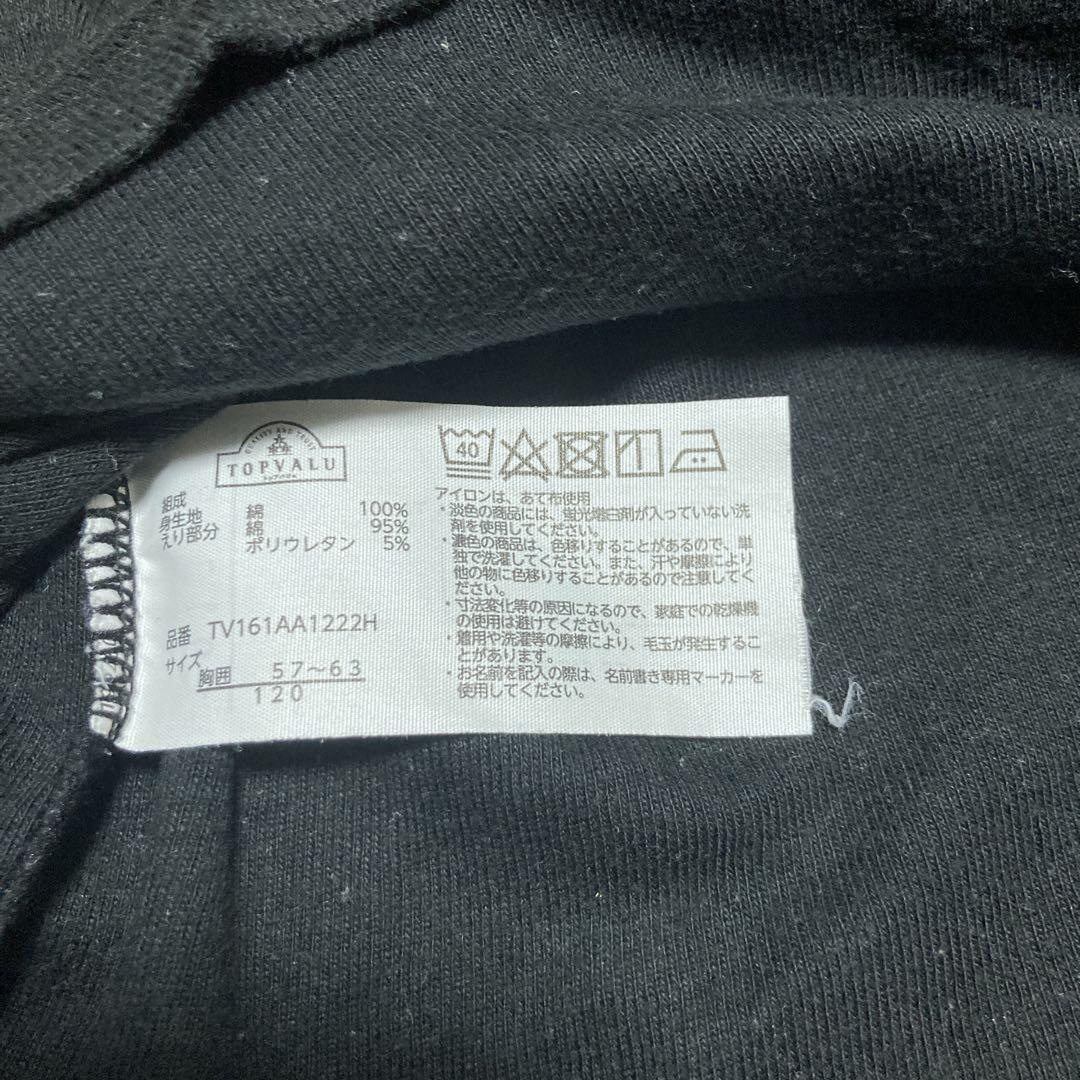 QUALITY AND TRUST
TOPVALU
トップバリュ
組成
身生地 綿 100%
えり部分 綿 95%
ポリウレタン 5%
品番 TV161AA1222H
サイズ
胸囲 57~63
120
40
アイロンは、あて布使用
・淡色の商品には、蛍光増白剤が入っていない洗
剤を使用してください。
・濃色の商品は、色移りすることがあるので、単
独で洗濯してください。また、汗や摩擦により
他の物に色移りすることがあるので注意してく
ださい。
・寸法変化等の原因になるので、家庭での乾燥機
の使用は避けてください。
・着用や洗濯等の摩擦により、毛玉が発生するこ
とがあります。
・お名前を記入の際は、名前書き専用マーカーを
使用してください。